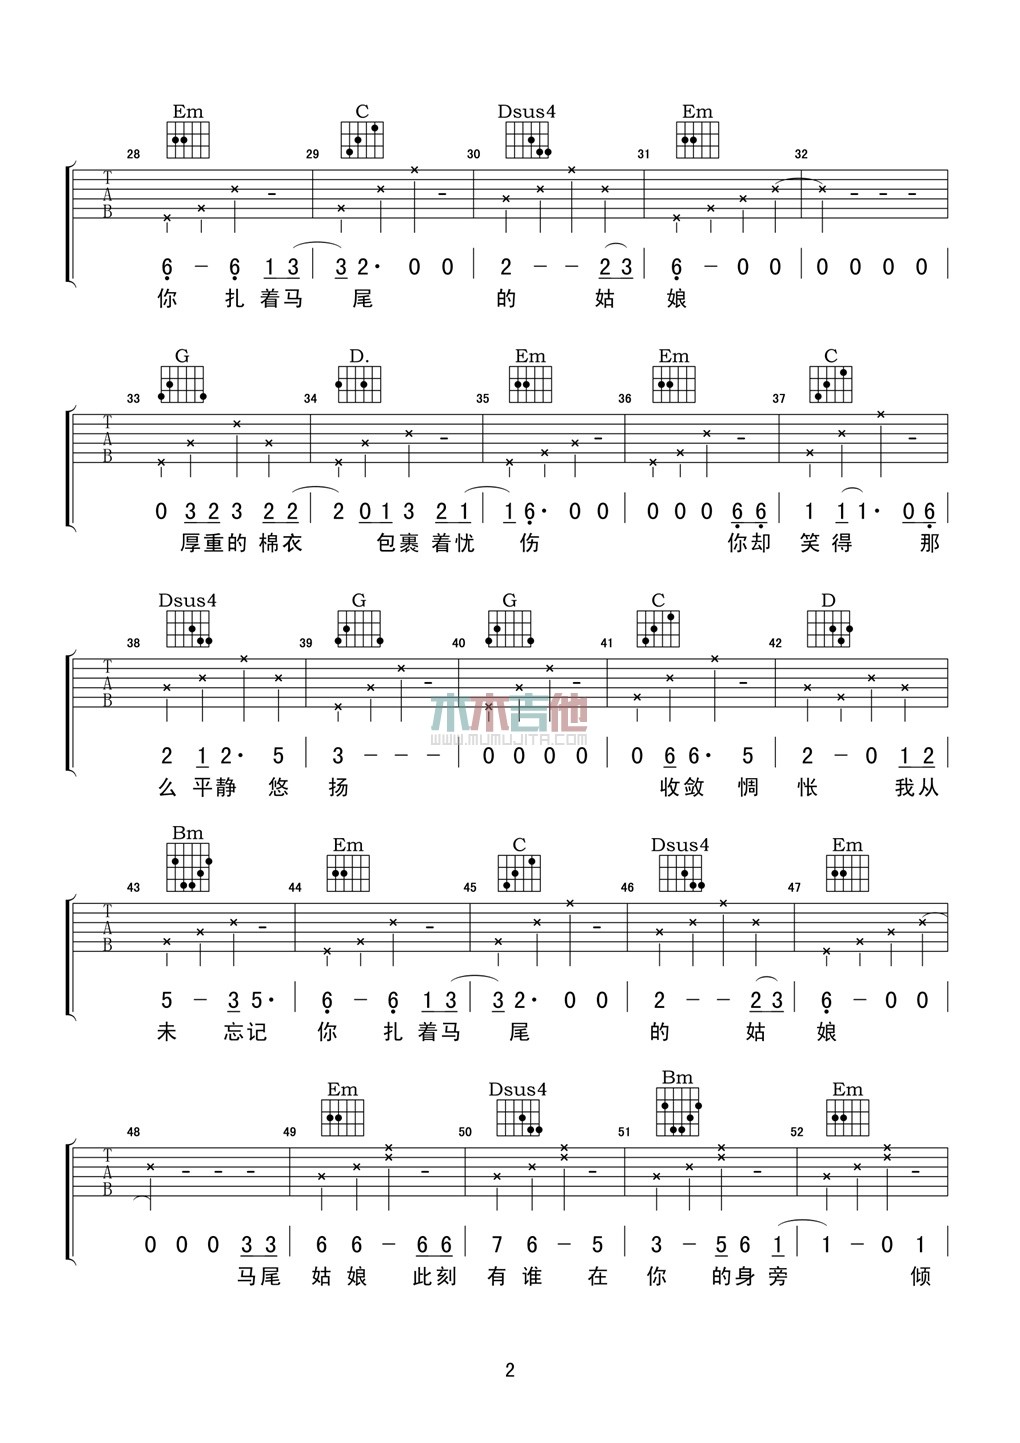 Em C Dsus4 Em
28 29 30 31 32
T
A
B
6 - 6 1 3 | 3 2· 0 0 | 2 - - 2 3 | 6 - 0 0 | 0 0 0 0
你 扎 着 马 尾 的 姑 娘
G D. Em Em C
33 34 35 36 37
T
A
B
0 3 2 3 2 2 | 2 0 1 3 2 1 | 1 6· 0 0 | 0 0 0 6 6 | 1 1 1· 0 6
厚重的 棉衣 包裹 着忧 伤 你却 笑 得 那
Dsus4 G G C D
38 39 40 41 42
T
A
B
2 1 2· 5 | 3 - - - | 0 0 0 0 | 0 6 6· 5 | 2 - 0 1 2
么 平静 悠 扬 收敛 惆 怅 我从
木木吉他
WWW.MUMUJITA.COM
Bm Em C Dsus4 Em
43 44 45 46 47
T
A
B
5 - 3 5· | 6 - 6 1 3 | 3 2· 0 0 | 2 - - 2 3 | 6 - 0 0
未 忘记 你 扎 着马 尾 的 姑 娘
Em Dsus4 Bm Em
48 49 50 51 52
T
A
B
0 0 0 3 3 | 6 6 - 6 6 | 7 6 - 5 | 3 - 5 6 1 | 1 - 0 1
马尾 姑 娘 此刻 有 谁 在 你 的身 旁 倾
2